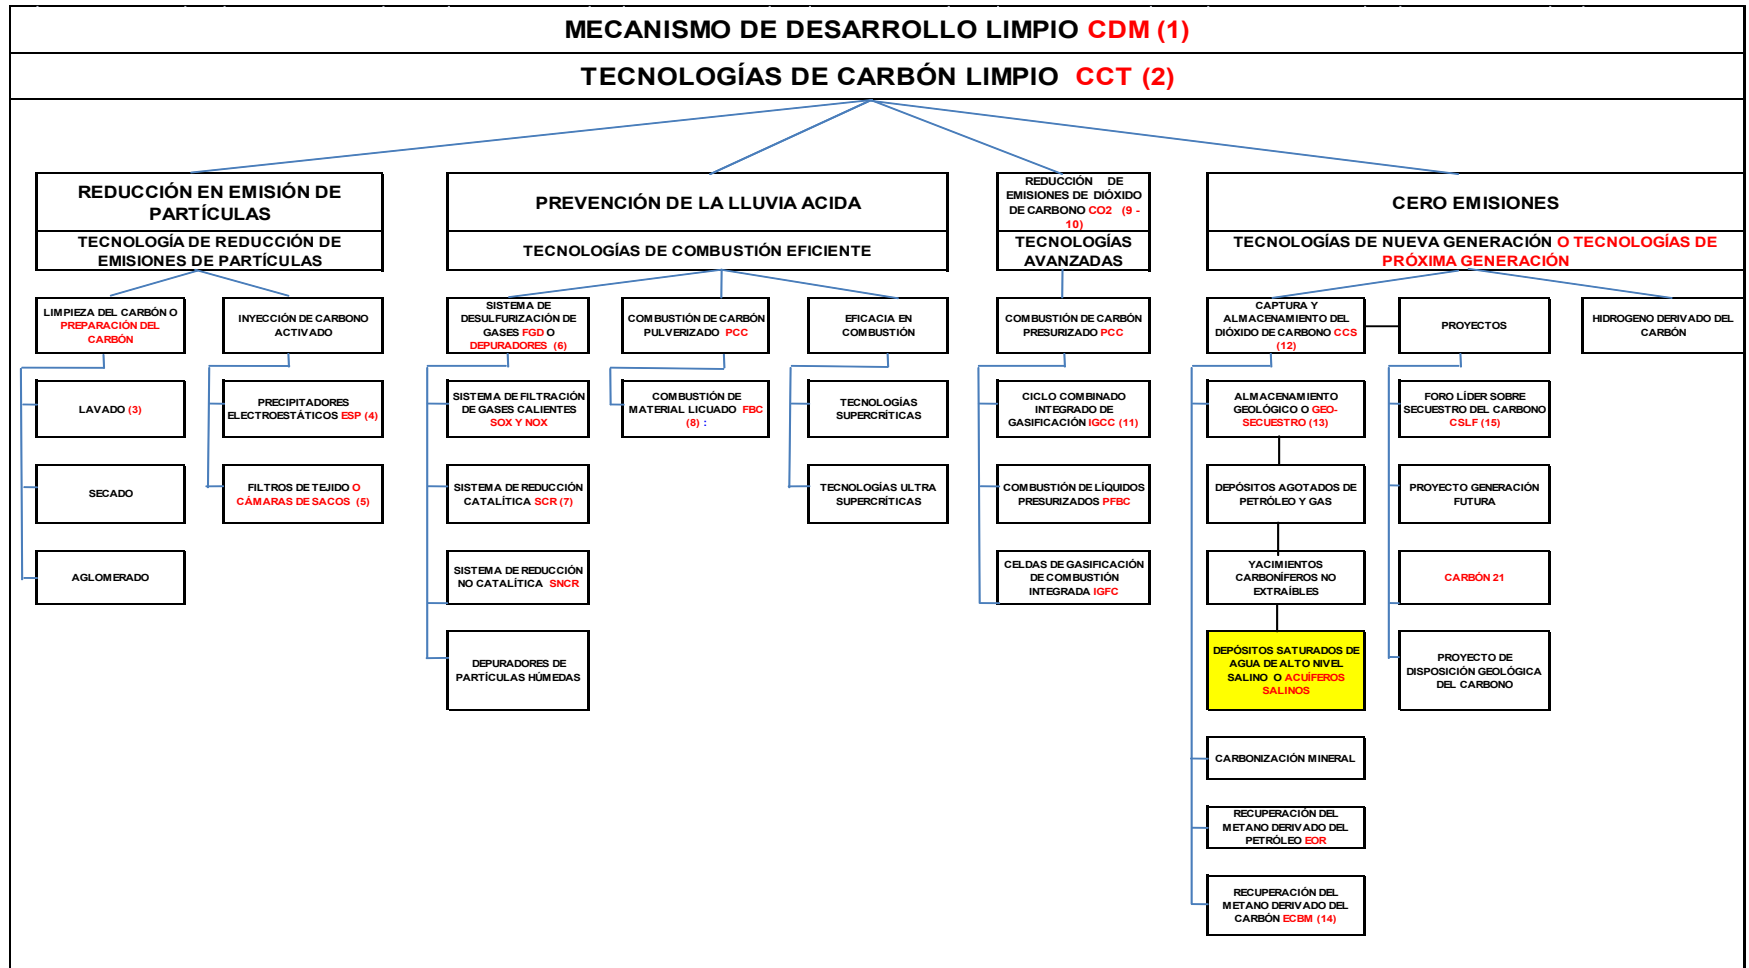 MECANISMO DE DESARROLLO LIMPIO CDM (1)
TECNOLOGÍAS DE CARBÓN LIMPIO CCT (2)
REDUCCIÓN EN EMISIÓN DE
PARTÍCULAS
TECNOLOGÍA DE REDUCCIÓN DE
EMISIONES DE PARTÍCULAS
PREVENCIÓN DE LA LLUVIA ACIDA
TECNOLOGÍAS DE COMBUSTIÓN EFICIENTE
REDUCCIÓN DE
EMISIONES DE DIÓXIDO
DE CARBONO CO2 (9 -
10)
TECNOLOGÍAS
AVANZADAS
CERO EMISIONES
TECNOLOGÍAS DE NUEVA GENERACIÓN O TECNOLOGÍAS DE
PRÓXIMA GENERACIÓN
LIMPIEZA DEL CARBÓN O
PREPARACIÓN DEL
CARBÓN
INYECCIÓN DE CARBONO
ACTIVADO
SISTEMA DE
DESULFURIZACIÓN DE
GASES FGD O
DEPURADORES (6)
COMBUSTIÓN DE CARBÓN
PULVERIZADO PCC
EFICACIA EN
COMBUSTIÓN
COMBUSTIÓN DE CARBÓN
PRESURIZADO PCC
CAPTURA Y
ALMACENAMIENTO DEL
DIÓXIDO DE CARBONO CCS
(12)
PROYECTOS
HIDROGENO DERIVADO DEL
CARBÓN
LAVADO (3)
PRECIPITADORES
ELECTROESTÁTICOS ESP (4)
SISTEMA DE FILTRACIÓN
DE GASES CALIENTES
SOX Y NOX
COMBUSTIÓN DE
MATERIAL LICUADO FBC
(8) :
TECNOLOGÍAS
SUPERCRÍTICAS
CICLO COMBINADO
INTEGRADO DE
GASIFICACIÓN IGCC (11)
ALMACENAMIENTO
GEOLÓGICO O GEO-
SECUESTRO (13)
FORO LÍDER SOBRE
SECUESTRO DEL CARBONO
CSLF (15)
SECADO
FILTROS DE TEJIDO O
CÁMARAS DE SACOS (5)
SISTEMA DE REDUCCIÓN
CATALÍTICA SCR (7)
TECNOLOGÍAS ULTRA
SUPERCRÍTICAS
COMBUSTIÓN DE LÍQUIDOS
PRESURIZADOS PFBC
DEPÓSITOS AGOTADOS DE
PETRÓLEO Y GAS
PROYECTO GENERACIÓN
FUTURA
AGLOMERADO
SISTEMA DE REDUCCIÓN
NO CATALÍTICA SNCR
CELDAS DE GASIFICACIÓN
DE COMBUSTIÓN
INTEGRADA IGFC
YACIMIENTOS
CARBONÍFEROS NO
EXTRAÍBLES
CARBÓN 21
DEPURADORES DE
PARTÍCULAS HÚMEDAS
DEPÓSITOS SATURADOS DE
AGUA DE ALTO NIVEL
SALINO O ACUÍFEROS
SALINOS
PROYECTO DE
DISPOSICIÓN GEOLÓGICA
DEL CARBONO
CARBONIZACIÓN MINERAL
RECUPERACIÓN DEL
METANO DERIVADO DEL
PETRÓLEO EOR
RECUPERACIÓN DEL
METANO DERIVADO DEL
CARBÓN ECBM (14)